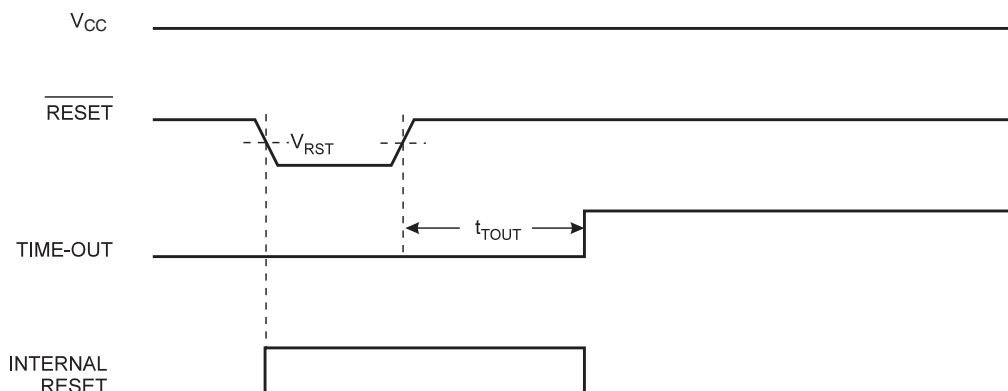 VCC
RESET
VRST
tTOUT
TIME-OUT
INTERNAL
RESET